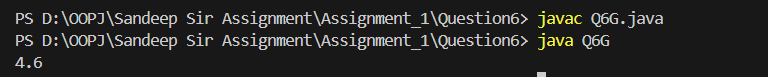 PS D:\OOPJ\Sandeep Sir Assignment\Assignment_1\Question6> javac Q6G.java
PS D:\OOPJ\Sandeep Sir Assignment\Assignment_1\Question6> java Q6G
4.6